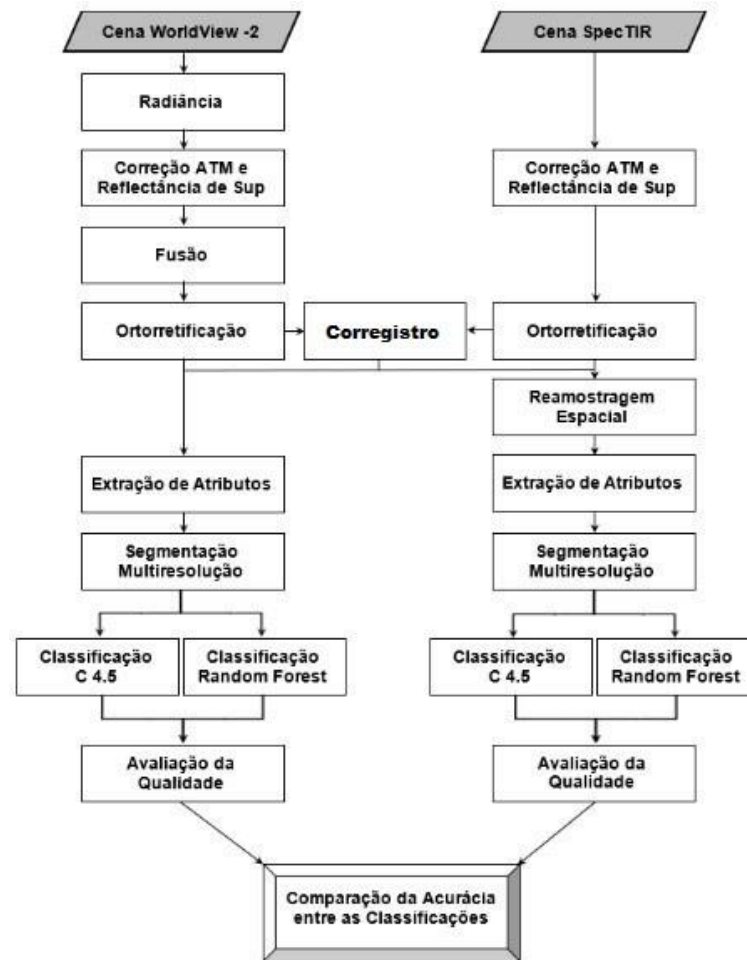 Cena WorldView -2
Cena SpecTIR
Radiância
Correção ATM e
Reflectância de Sup
Correção ATM e
Reflectância de Sup
Fusão
Ortorretificação
Corregistro
Ortorretificação
Reamostragem
Espacial
Extração de Atributos
Extração de Atributos
Segmentação
Multiresolução
Segmentação
Multiresolução
Classificação
C 4.5
Classificação
Random Forest
Classificação
C 4.5
Classificação
Random Forest
Avaliação da
Qualidade
Avaliação da
Qualidade
Comparação da Acurácia
entre as Classificações